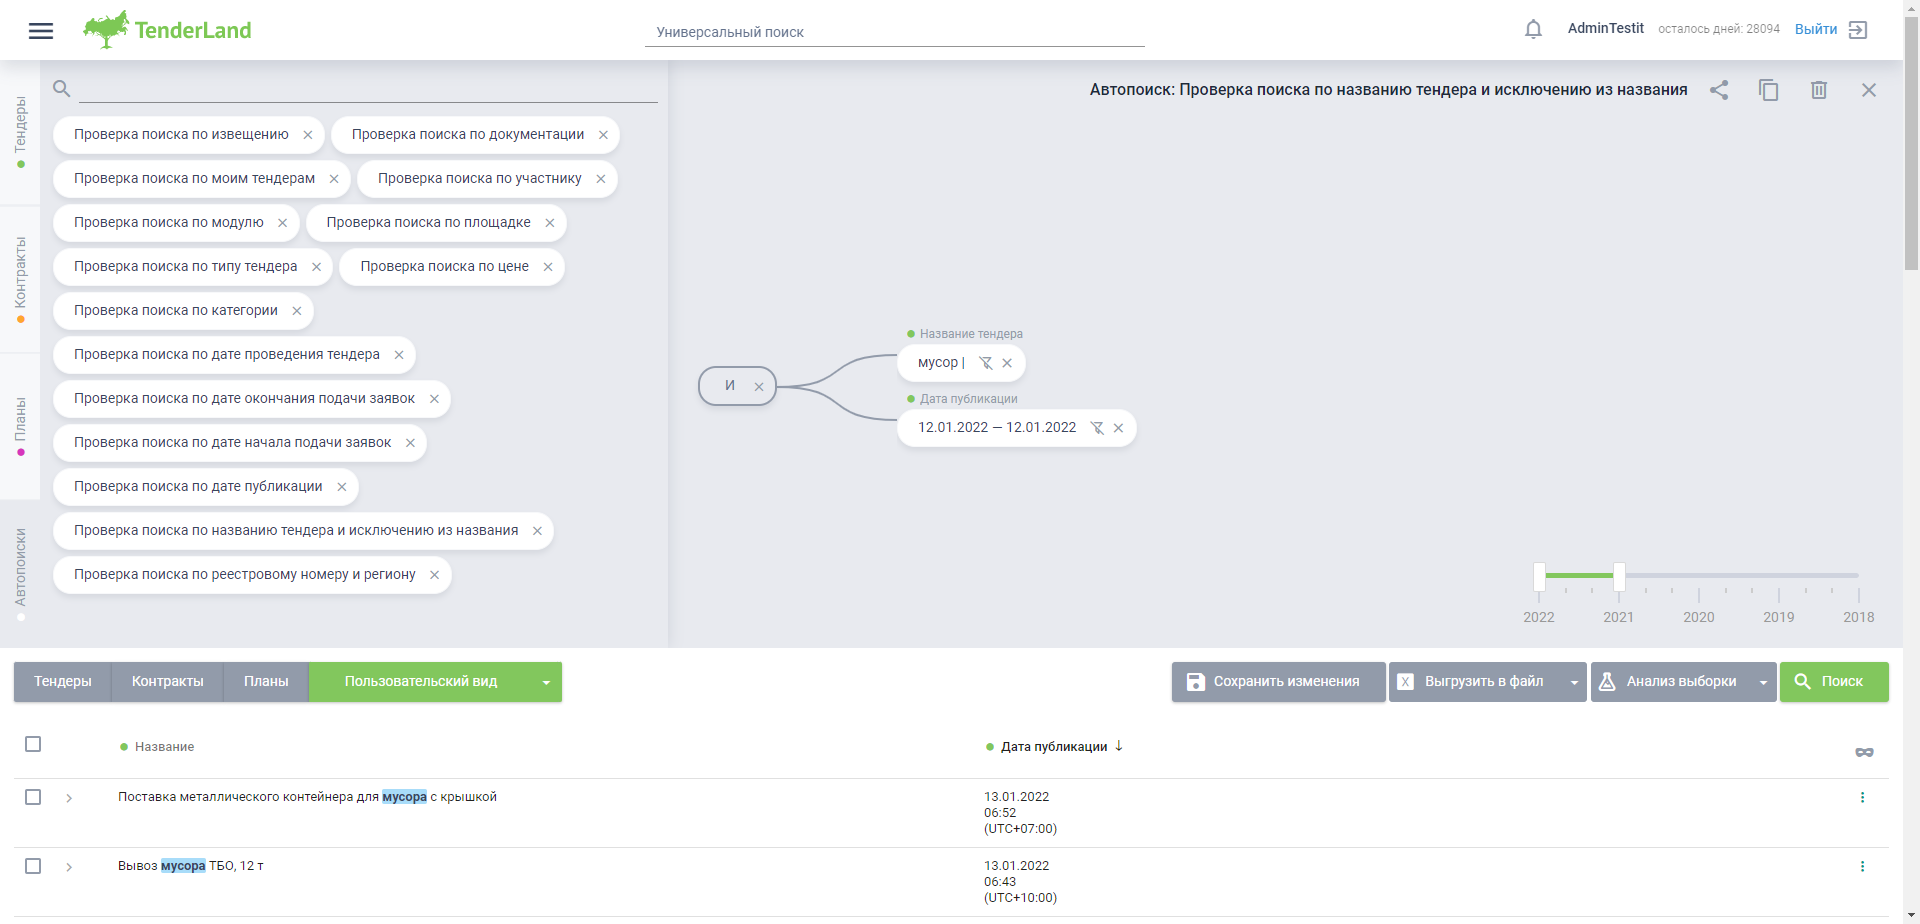 TenderLand
Универсальный поиск
AdminTestit
осталось дней: 28094
Выйти
Тендеры
Контракты
Планы
Автопоиски
Проверка поиска по извещению
Проверка поиска по документации
Проверка поиска по моим тендерам
Проверка поиска по участнику
Проверка поиска по модулю
Проверка поиска по площадке
Проверка поиска по типу тендера
Проверка поиска по цене
Проверка поиска по категории
Проверка поиска по дате проведения тендера
Проверка поиска по дате окончания подачи заявок
Проверка поиска по дате начала подачи заявок
Проверка поиска по дате публикации
Проверка поиска по названию тендера и исключению из названия
Проверка поиска по реестровому номеру и региону
Автопоиск: Проверка поиска по названию тендера и исключению из названия
И
Название тендера
мусор |
Дата публикации
12.01.2022 — 12.01.2022
2022
2021
2020
2019
2018
Тендеры
Контракты
Планы
Пользовательский вид
Сохранить изменения
X
Выгрузить в файл
Анализ выборки
Поиск
Название
Дата публикации
Поставка металлического контейнера для мусора с крышкой
13.01.2022
06:52
(UTC+07:00)
Вывоз мусора ТБО, 12 т
13.01.2022
06:43
(UTC+10:00)